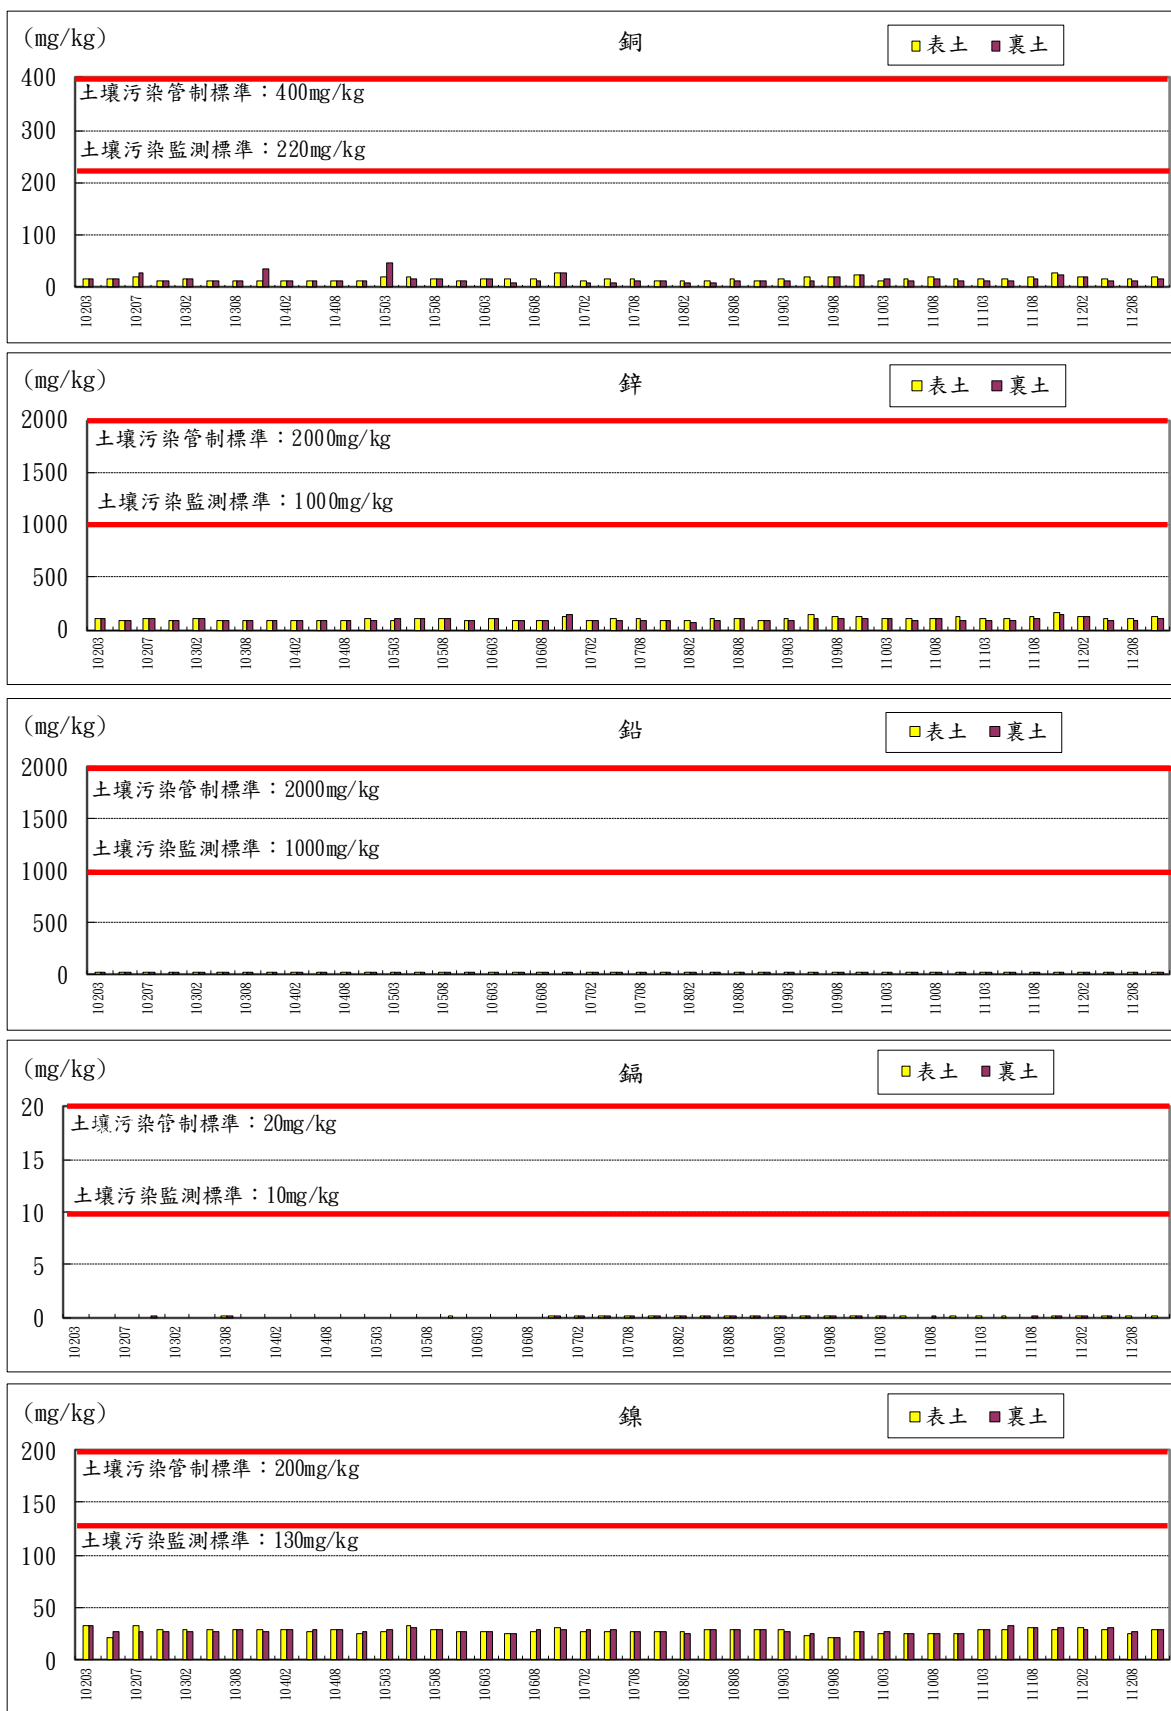 (mg/kg)
銅
表土 裏土
400
土壤污染管制標準：400mg/kg
300
土壤污染監測標準：220mg/kg
200
100
0
10203 10207 10302 10308 10402 10408 10503 10508 10603 10608 10702 10708 10802 10808 10903 10908 11003 11008 11103 11108 11202 11208
(mg/kg)
鋅
表土 裏土
2000
土壤污染管制標準：2000mg/kg
1500
土壤污染監測標準：1000mg/kg
1000
500
0
10203 10207 10302 10308 10402 10408 10503 10508 10603 10608 10702 10708 10802 10808 10903 10908 11003 11008 11103 11108 11202 11208
(mg/kg)
鉛
表土 裏土
2000
土壤污染管制標準：2000mg/kg
1500
土壤污染監測標準：1000mg/kg
1000
500
0
10203 10207 10302 10308 10402 10408 10503 10508 10603 10608 10702 10708 10802 10808 10903 10908 11003 11008 11103 11108 11202 11208
(mg/kg)
鎘
表土 裏土
20
土壤污染管制標準：20mg/kg
15
土壤污染監測標準：10mg/kg
10
5
0
10203 10207 10302 10308 10402 10408 10503 10508 10603 10608 10702 10708 10802 10808 10903 10908 11003 11008 11103 11108 11202 11208
(mg/kg)
鎳
表土 裏土
200
土壤污染管制標準：200mg/kg
150
土壤污染監測標準：130mg/kg
100
50
0
10203 10207 10302 10308 10402 10408 10503 10508 10603 10608 10702 10708 10802 10808 10903 10908 11003 11008 11103 11108 11202 11208